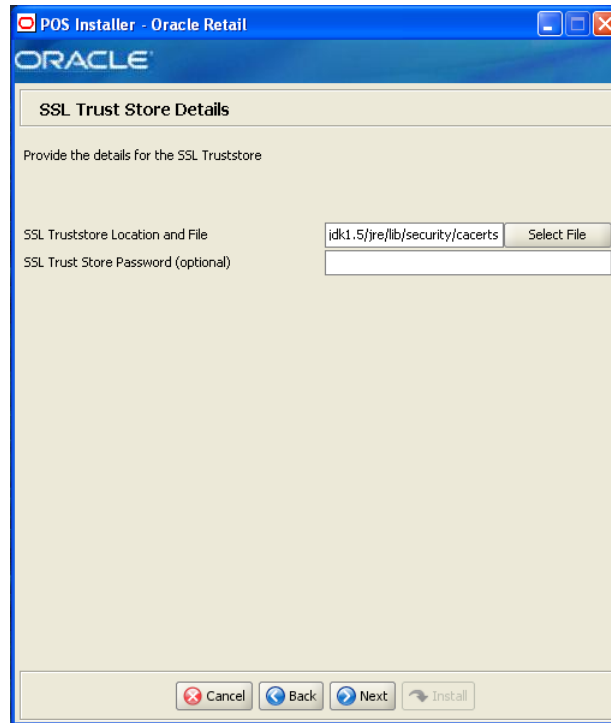 POS Installer - Oracle Retail
ORACLE
SSL Trust Store Details
Provide the details for the SSL Truststore
SSL Truststore Location and File jdk1.5/jre/lib/security/cacerts Select File
SSL Trust Store Password (optional)
Cancel Back Next Install